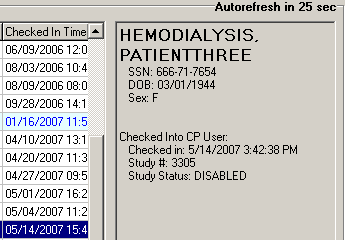 Autorefresh in 25 sec
Checked In Time
06/09/2006 12:0
08/03/2006 10:4
08/09/2006 08:0
09/28/2006 14:1
01/16/2007 11:5
04/10/2007 13:1
04/20/2007 11:3
04/27/2007 09:5
05/01/2007 16:2
05/04/2007 11:2
05/14/2007 15:4
HEMODIALYSIS,
PATIENTTHREE
SSN: 666-71-7654
DOB: 03/01/1944
Sex: F
Checked Into CP User:
Checked in: 5/14/2007 3:42:38 PM
Study #: 3305
Study Status: DISABLED